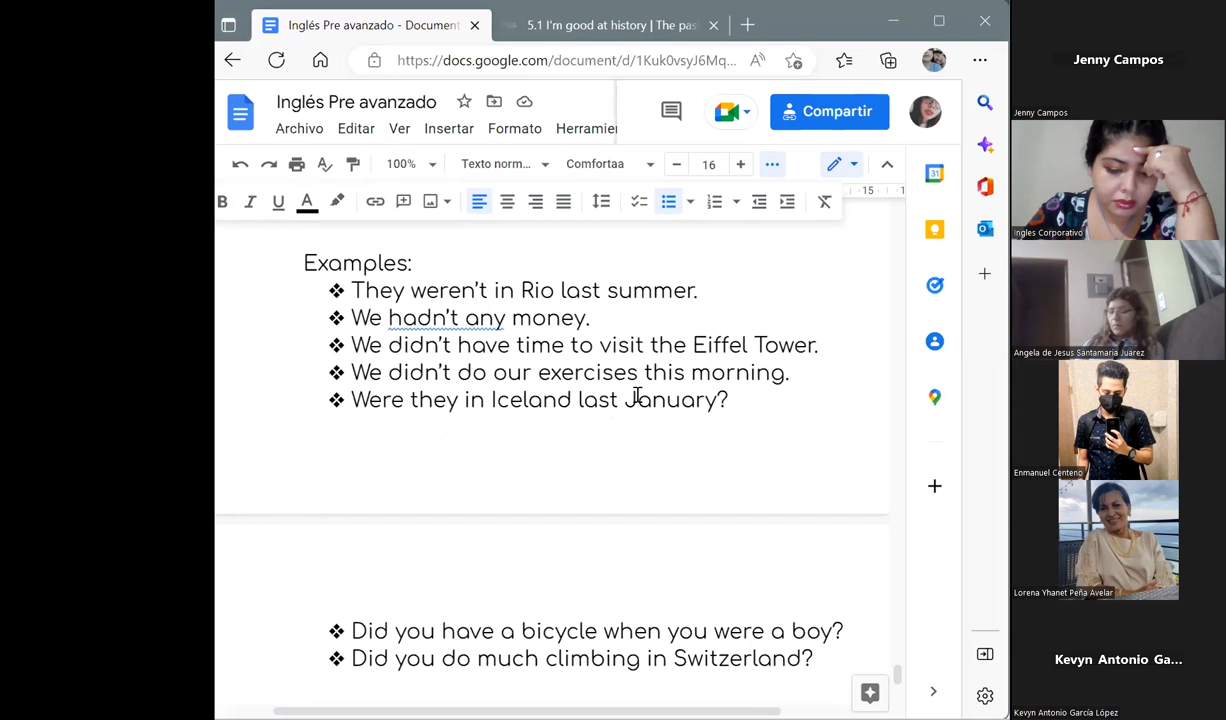 Inglés Pre avanzado - Document
5.1 I'm good at history | The pas
https://docs.google.com/document/d/1Kuk0vsyJ6Mq...
Inglés Pre avanzado
Compartir
Archivo Editar Ver Insertar Formato Herramie
100% Texto norm... Comfortaa 16
B I U A
15 1
Examples:
❖ They weren't in Rio last summer.
❖ We hadn't any money.
❖ We didn't have time to visit the Eiffel Tower.
❖ We didn't do our exercises this morning.
❖ Were they in Iceland last January?
❖ Did you have a bicycle when you were a boy?
❖ Did you do much climbing in Switzerland?
Jenny Campos
Jenny Campos
Ingles Corporativo
Angela de Jesus Santamaria Juarez
Enmanuel Centeno
Lorena Yhanet Peña Avelar
Kevyn Antonio Ga...
Kevyn Antonio García López